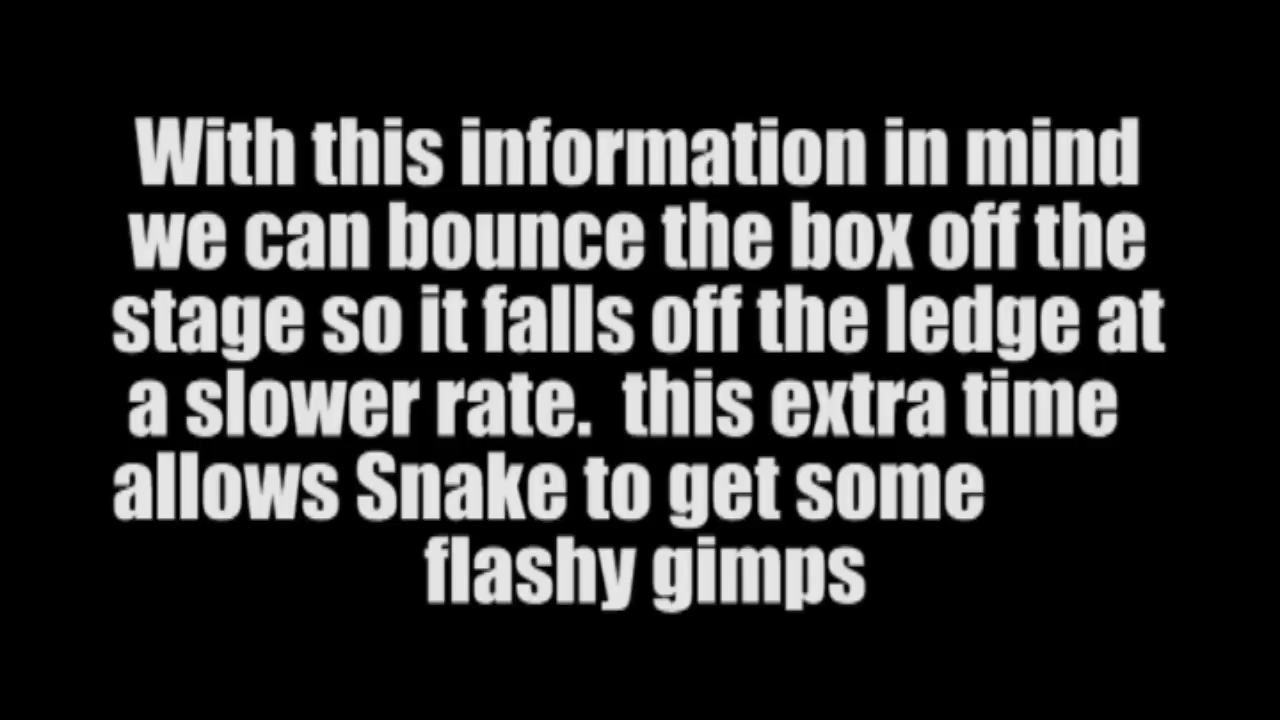 With this information in mind
we can bounce the box off the
stage so it falls off the ledge at
a slower rate.  this extra time
allows Snake to get some
flashy gimps